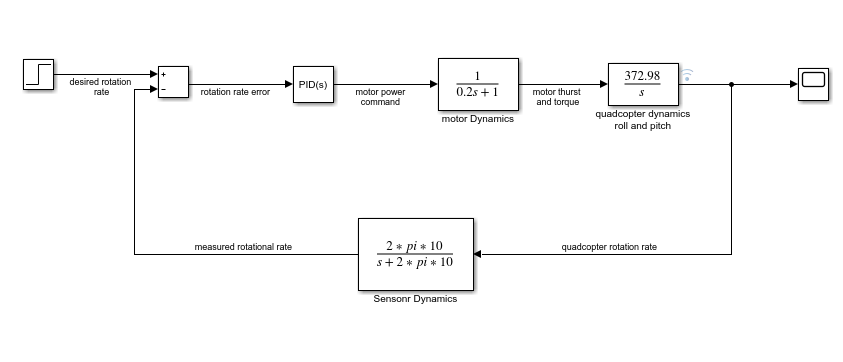 desired rotation
rate
+
−
rotation rate error
PID(s)
motor power
command
1
0.2s + 1
motor Dynamics
motor thurst
and torque
372.98
s
quadcopter dynamics
roll and pitch
measured rotational rate
2 * pi * 10
s + 2 * pi * 10
Sensonr Dynamics
quadcopter rotation rate